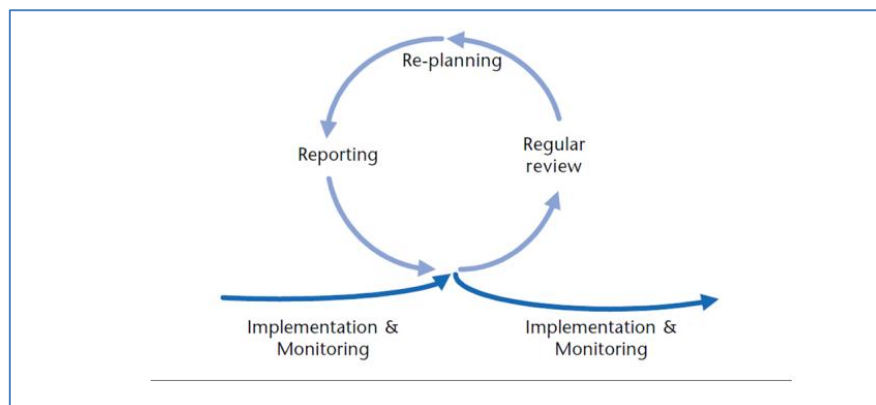 Re-planning
Reporting
Regular
review
Implementation &
Monitoring
Implementation &
Monitoring